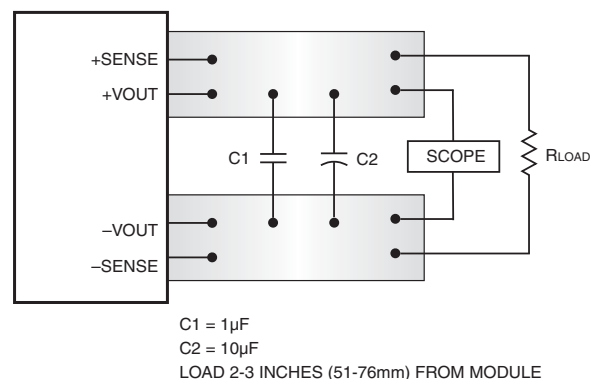 +SENSE
+VOUT
C1
C2
SCOPE
RLOAD
–VOUT
–SENSE
C1 = 1µF
C2 = 10µF
LOAD 2-3 INCHES (51-76mm) FROM MODULE